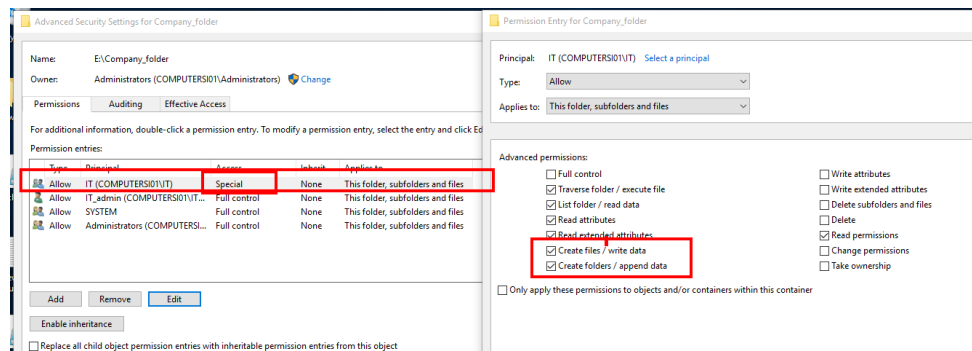 Advanced Security Settings for Company_folder
Name: E:\Company_folder
Owner: Administrators (COMPUTERSI01\Administrators) Change
Permissions Auditing Effective Access
For additional information, double-click a permission entry. To modify a permission entry, select the entry and click Ed
Permission entries:
Type Principal Access Inherit Applies to
Allow IT (COMPUTERSI01\IT) Special None This folder, subfolders and files
Allow IT_admin (COMPUTERSI01\IT... Full control None This folder, subfolders and files
Allow SYSTEM Full control None This folder, subfolders and files
Allow Administrators (COMPUTERSI... Full control None This folder, subfolders and files
Add Remove Edit
Enable inheritance
Replace all child object permission entries with inheritable permission entries from this object
Permission Entry for Company_folder
Principal: IT (COMPUTERSI01\IT) Select a principal
Type: Allow
Applies to: This folder, subfolders and files
Advanced permissions:
Full control
Traverse folder / execute file
List folder / read data
Read attributes
Read extended attributes
Create files / write data
Create folders / append data
Write attributes
Write extended attributes
Delete subfolders and files
Delete
Read permissions
Change permissions
Take ownership
Only apply these permissions to objects and/or containers within this container